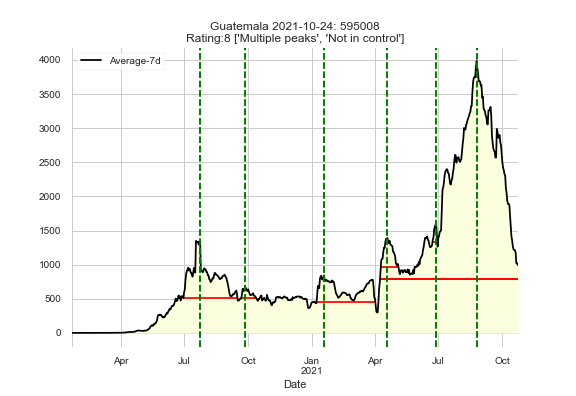 Guatemala 2021-10-24: 595008
Rating:8 ['Multiple peaks', 'Not in control']
Average-7d
4000
3500
3000
2500
2000
1500
1000
500
0
Apr Jul Oct Jan Apr Jul Oct
2021
Date